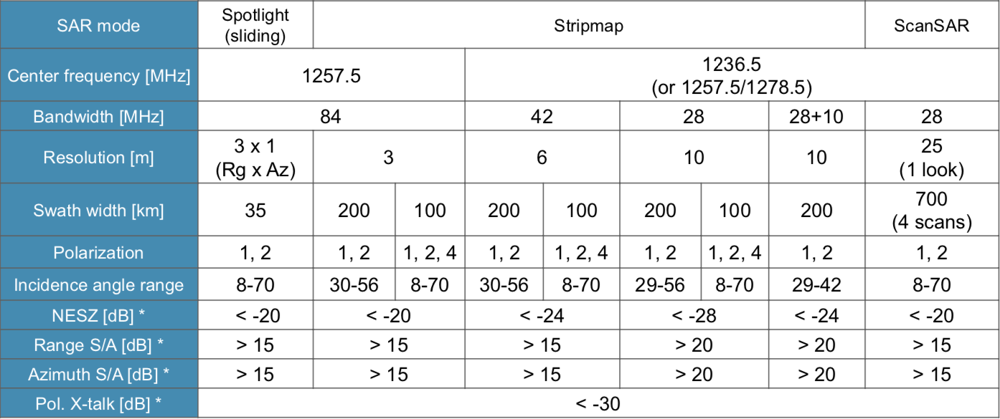 SAR mode
Spotlight
(sliding)
Stripmap
ScanSAR
Center frequency [MHz]
1257.5
1236.5
(or 1257.5/1278.5)
Bandwidth [MHz]
84
42
28
28+10
28
Resolution [m]
3 x 1
(Rg x Az)
3
6
10
10
25
(1 look)
Swath width [km]
35
200
100
200
100
200
100
200
700
(4 scans)
Polarization
1, 2
1, 2
1, 2, 4
1, 2
1, 2, 4
1, 2
1, 2, 4
1, 2
1, 2
Incidence angle range
8-70
30-56
8-70
30-56
8-70
29-56
8-70
29-42
8-70
NESZ [dB] *
< -20
< -20
< -24
< -28
< -24
< -20
Range S/A [dB] *
> 15
> 15
> 15
> 20
> 20
> 15
Azimuth S/A [dB] *
> 15
> 15
> 15
> 20
> 20
> 15
Pol. X-talk [dB] *
< -30